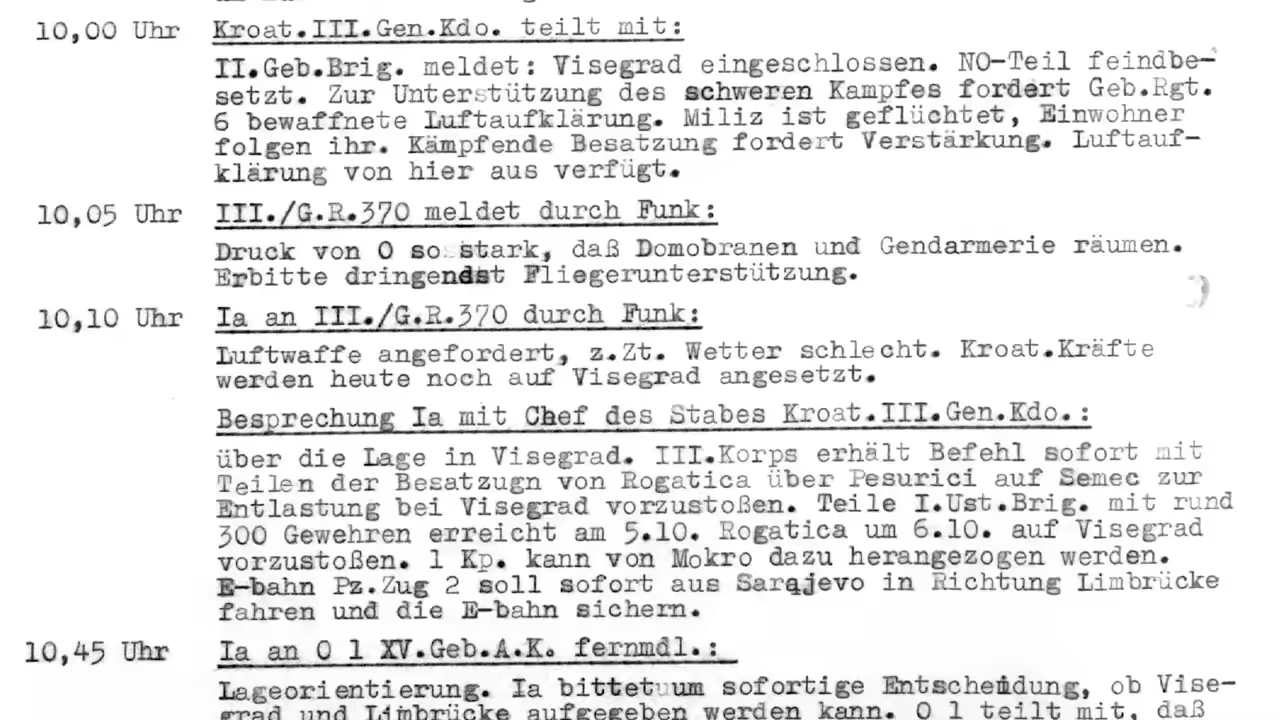 10,00 Uhr Kroat.III.Gen.Kdo. teilt mit:
II.Geb.Brig. meldet: Visegrad eingeschlossen. NO-Teil feindbe-
setzt. Zur Unterstützung des schweren Kampfes fordert Geb.Rgt.
6 bewaffnete Luftaufklärung. Miliz ist geflüchtet, Einwohner
folgen ihr. Kämpfende Besatzung fordert Verstärkung. Luftauf-
klärung von hier aus verfügt.
10,05 Uhr III./G.R.370 meldet durch Funk:
Druck von O so stark, daß Domobranen und Gendarmerie räumen.
Erbitte dringendst Fliegerunterstützung.
10,10 Uhr Ia an III./G.R.370 durch Funk:
Luftwaffe angefordert, z.Zt. Wetter schlecht. Kroat.Kräfte
werden heute noch auf Visegrad angesetzt.
Besprechung Ia mit Chef des Stabes Kroat.III.Gen.Kdo.:
über die Lage in Visegrad. III.Korps erhält Befehl sofort mit
Teilen der Besatzugn von Rogatica über Pesurici auf Semec zur
Entlastung bei Visegrad vorzustoßen. Teile I.Ust.Brig. mit rund
300 Gewehren erreicht am 5.10. Rogatica um 6.10. auf Visegrad
vorzustoßen. 1 Kp. kann von Mokro dazu herangezogen werden.
E-bahn Pz.Zug 2 soll sofort aus Sarajevo in Richtung Limbrücke
fahren und die E-bahn sichern.
10,45 Uhr Ia an O 1 XV.Geb.A.K. fernmdl.:
Lageorientierung. Ia bittet um sofortige Entscheidung, ob Vise-
grad und Limbrücke aufgegeben werden kann. O 1 teilt mit, daß